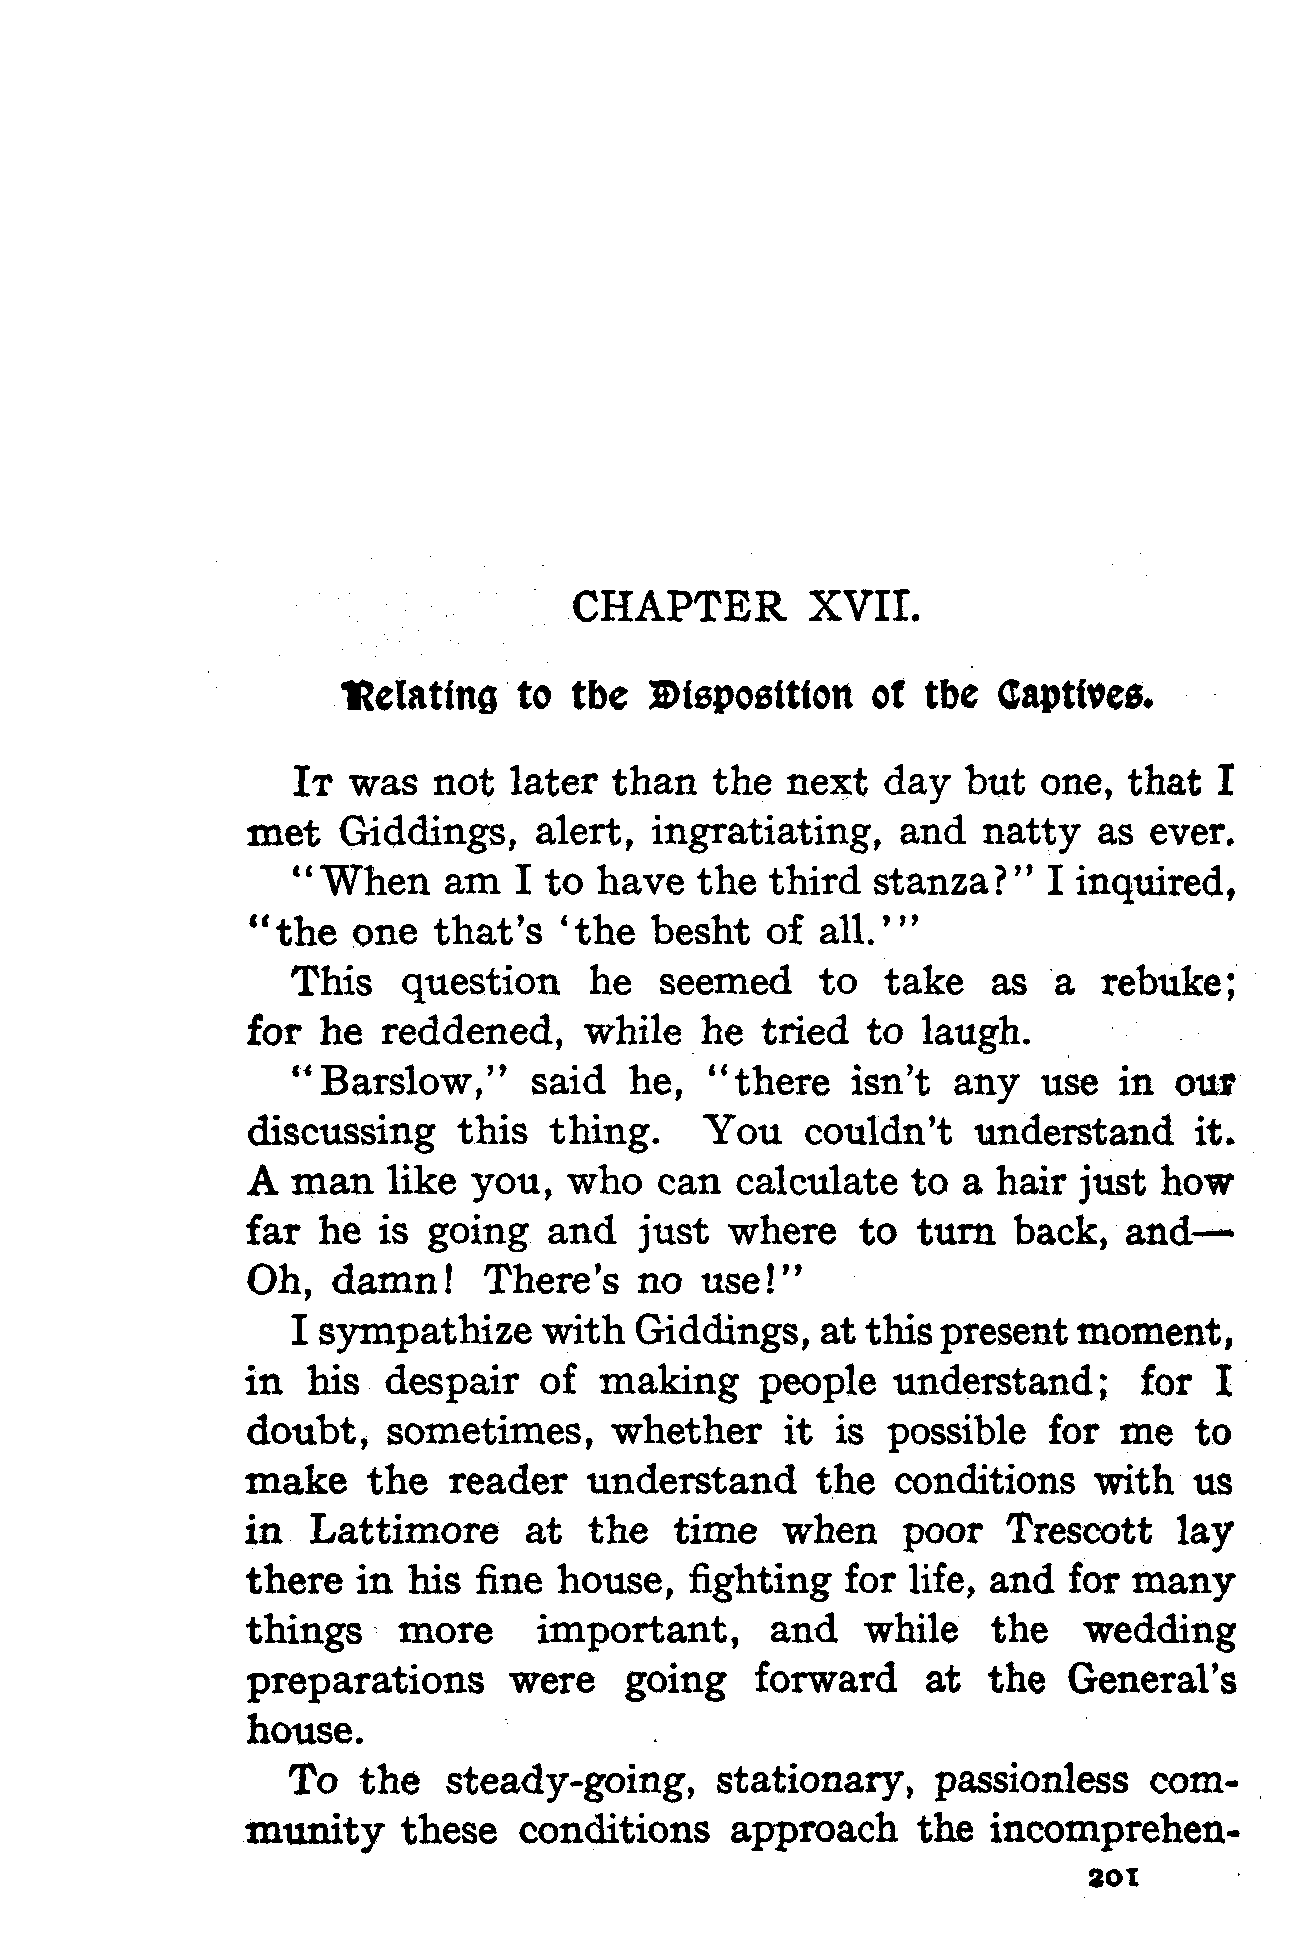 CHAPTER XVII.
Relating to the Disposition of the Captives.
It was not later than the next day but one, that I
met Giddings, alert, ingratiating, and natty as ever.
"When am I to have the third stanza?" I inquired,
"the one that's 'the besht of all.'"
This question he seemed to take as a rebuke;
for he reddened, while he tried to laugh.
"Barslow," said he, "there isn't any use in our
discussing this thing. You couldn't understand it.
A man like you, who can calculate to a hair just how
far he is going and just where to turn back, and—
Oh, damn! There's no use!"
I sympathize with Giddings, at this present moment,
in his despair of making people understand; for I
doubt, sometimes, whether it is possible for me to
make the reader understand the conditions with us
in Lattimore at the time when poor Trescott lay
there in his fine house, fighting for life, and for many
things more important, and while the wedding
preparations were going forward at the General's
house.
To the steady-going, stationary, passionless com-
munity these conditions approach the incomprehen-
201